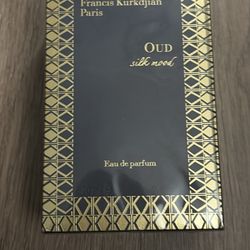 Francis Kurkdjian
Paris
OUD
silk mood
Eau de parfum